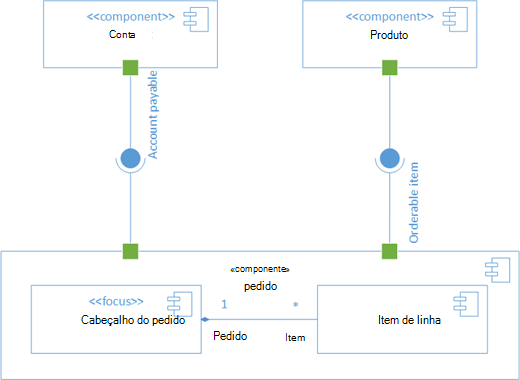 <<component>>
Conta
<<component>>
Produto
Account payable
Orderable item
«componente»
pedido
<<focus>>
Cabeçalho do pedido
1
*
Pedido
Item
Item de linha